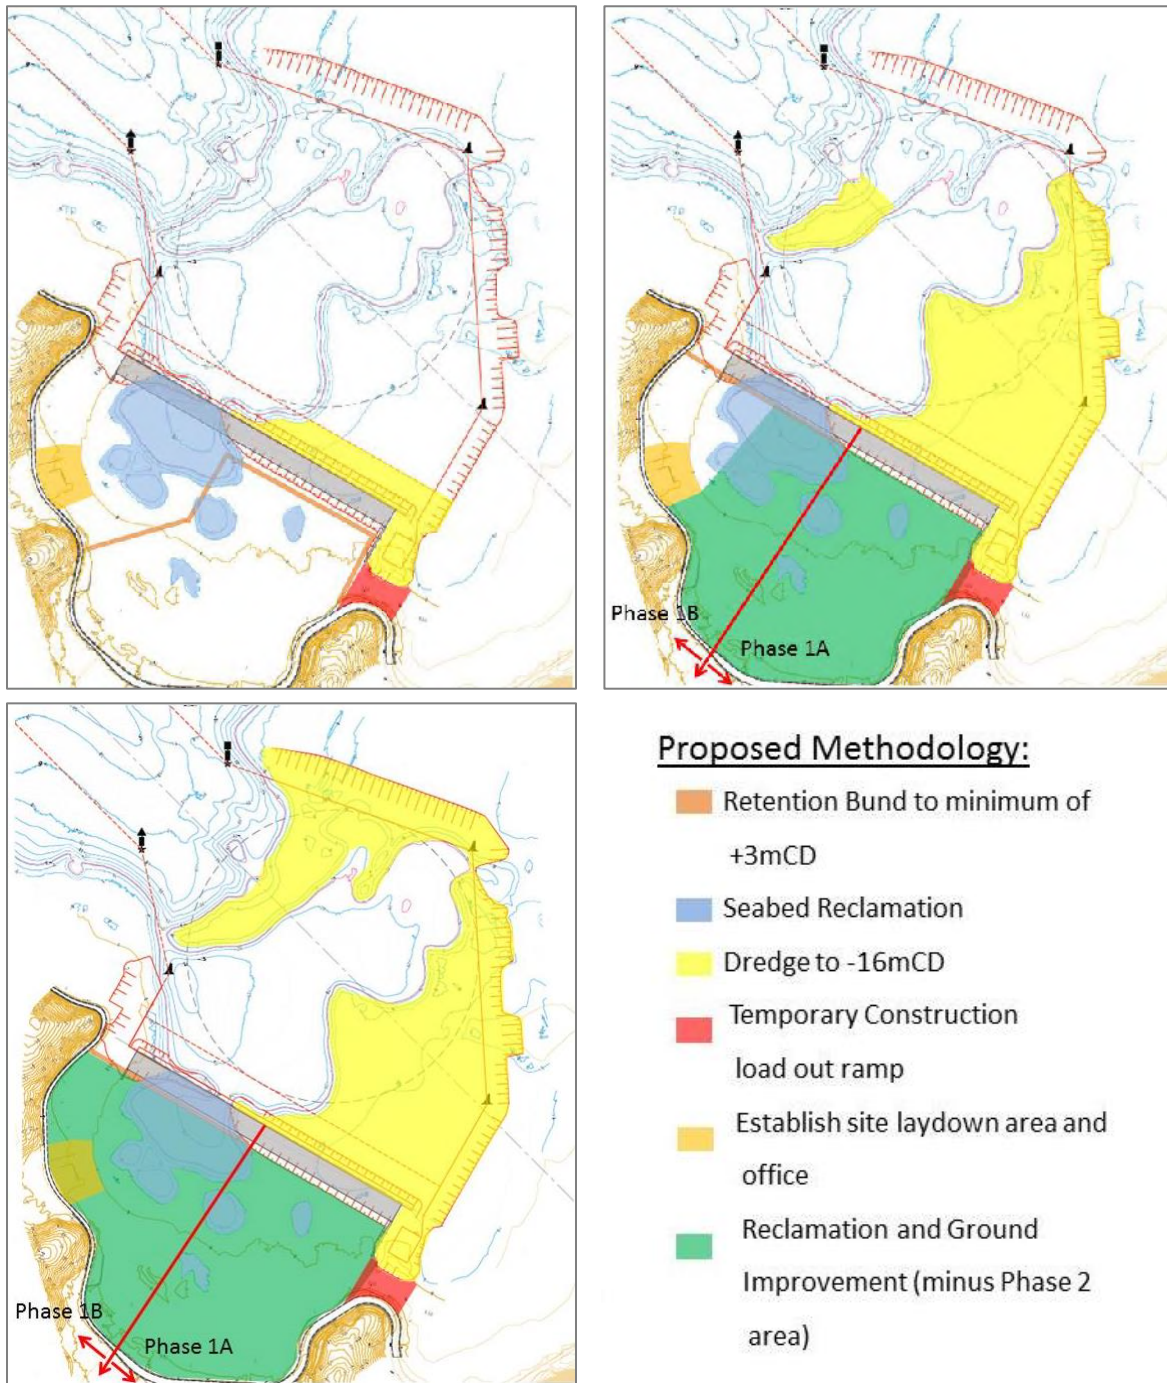 Phase 1B
Phase 1A
Phase 1B
Phase 1A
Proposed Methodology:
Retention Bund to minimum of
+3mCD
Seabed Reclamation
Dredge to -16mCD
Temporary Construction
load out ramp
Establish site laydown area and
office
Reclamation and Ground
Improvement (minus Phase 2
area)